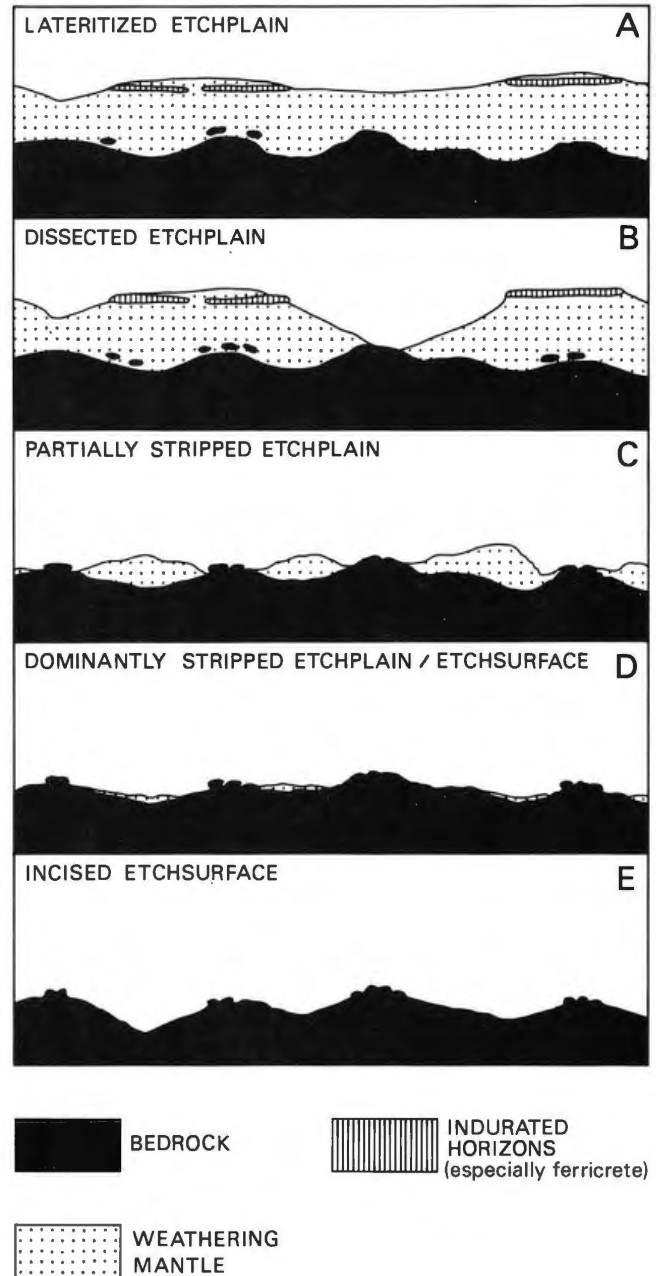 LATERITIZED ETCHPLAIN A
DISSECTED ETCHPLAIN B
PARTIALLY STRIPPED ETCHPLAIN C
DOMINANTLY STRIPPED ETCHPLAIN / ETCHSURFACE D
INCISED ETCHSURFACE E
BEDROCK
INDURATED
HORIZONS
(especially ferricrete)
WEATHERING
MANTLE